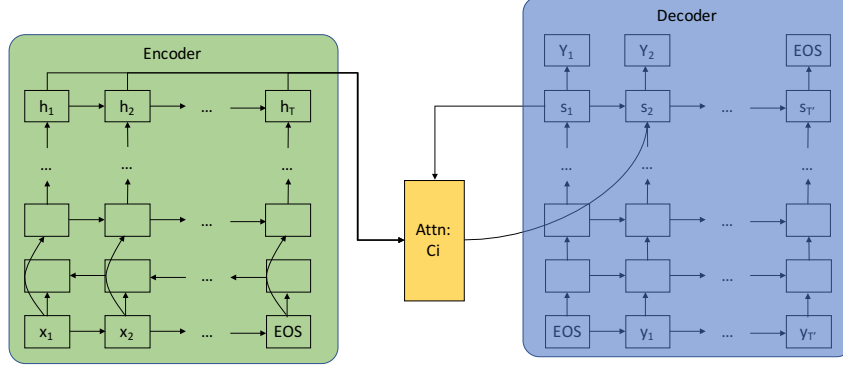 Encoder
h1 h2 ... hT
... ... ...
...
...
x1 x2 ... EOS
Attn:
Ci
Decoder
Y1 Y2 EOS
s1 s2 ... sT'
... ... ...
...
...
EOS y1 ... yT'